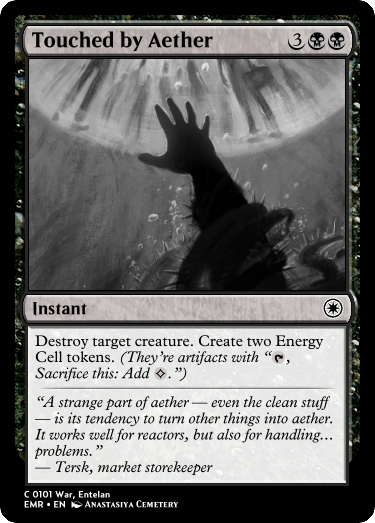 Touched by Aether 3
Instant
Destroy target creature. Create two Energy
Cell tokens. (They’re artifacts with “,
Sacrifice this: Add .”)
“A strange part of aether — even the clean stuff
— is its tendency to turn other things into aether.
It works well for reactors, but also for handling…
problems.”
— Tersk, market storekeeper
C 0101 War, Entelan
EMR • EN Anastasiya Cemetery